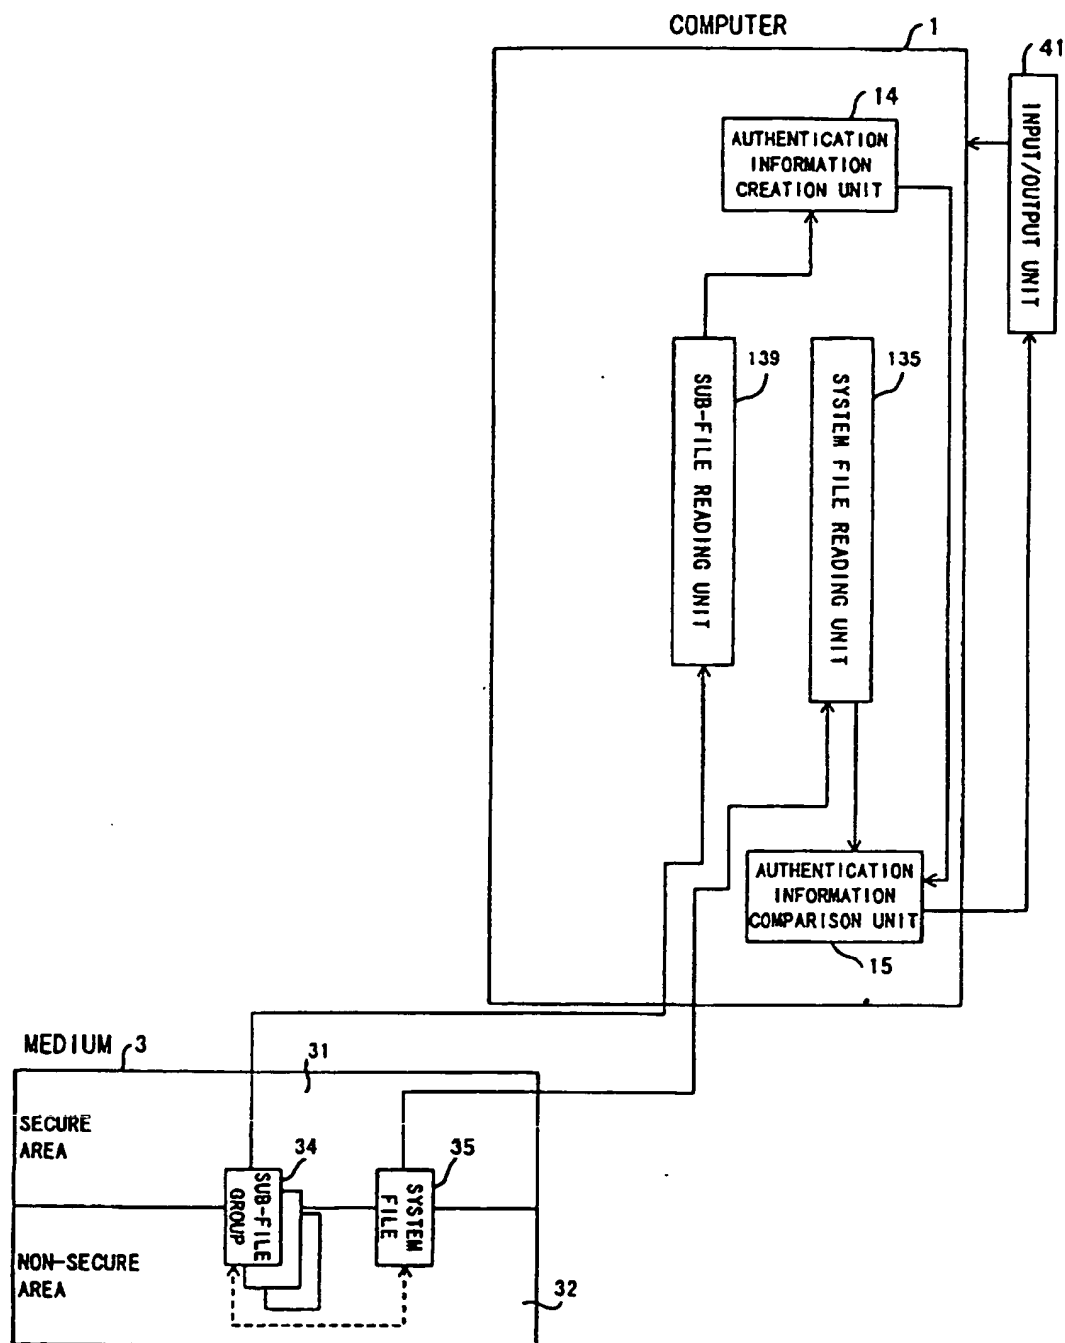 COMPUTER
1
41
INPUT/OUTPUT UNIT
14
AUTHENTICATION
INFORMATION
CREATION UNIT
139
SUB-FILE READING UNIT
135
SYSTEM FILE READING UNIT
AUTHENTICATION
INFORMATION
COMPARISON UNIT
15
MEDIUM
3
31
SECURE
AREA
34
SUB-FILE
GROUP
35
SYSTEM
FILE
NON-SECURE
AREA
32